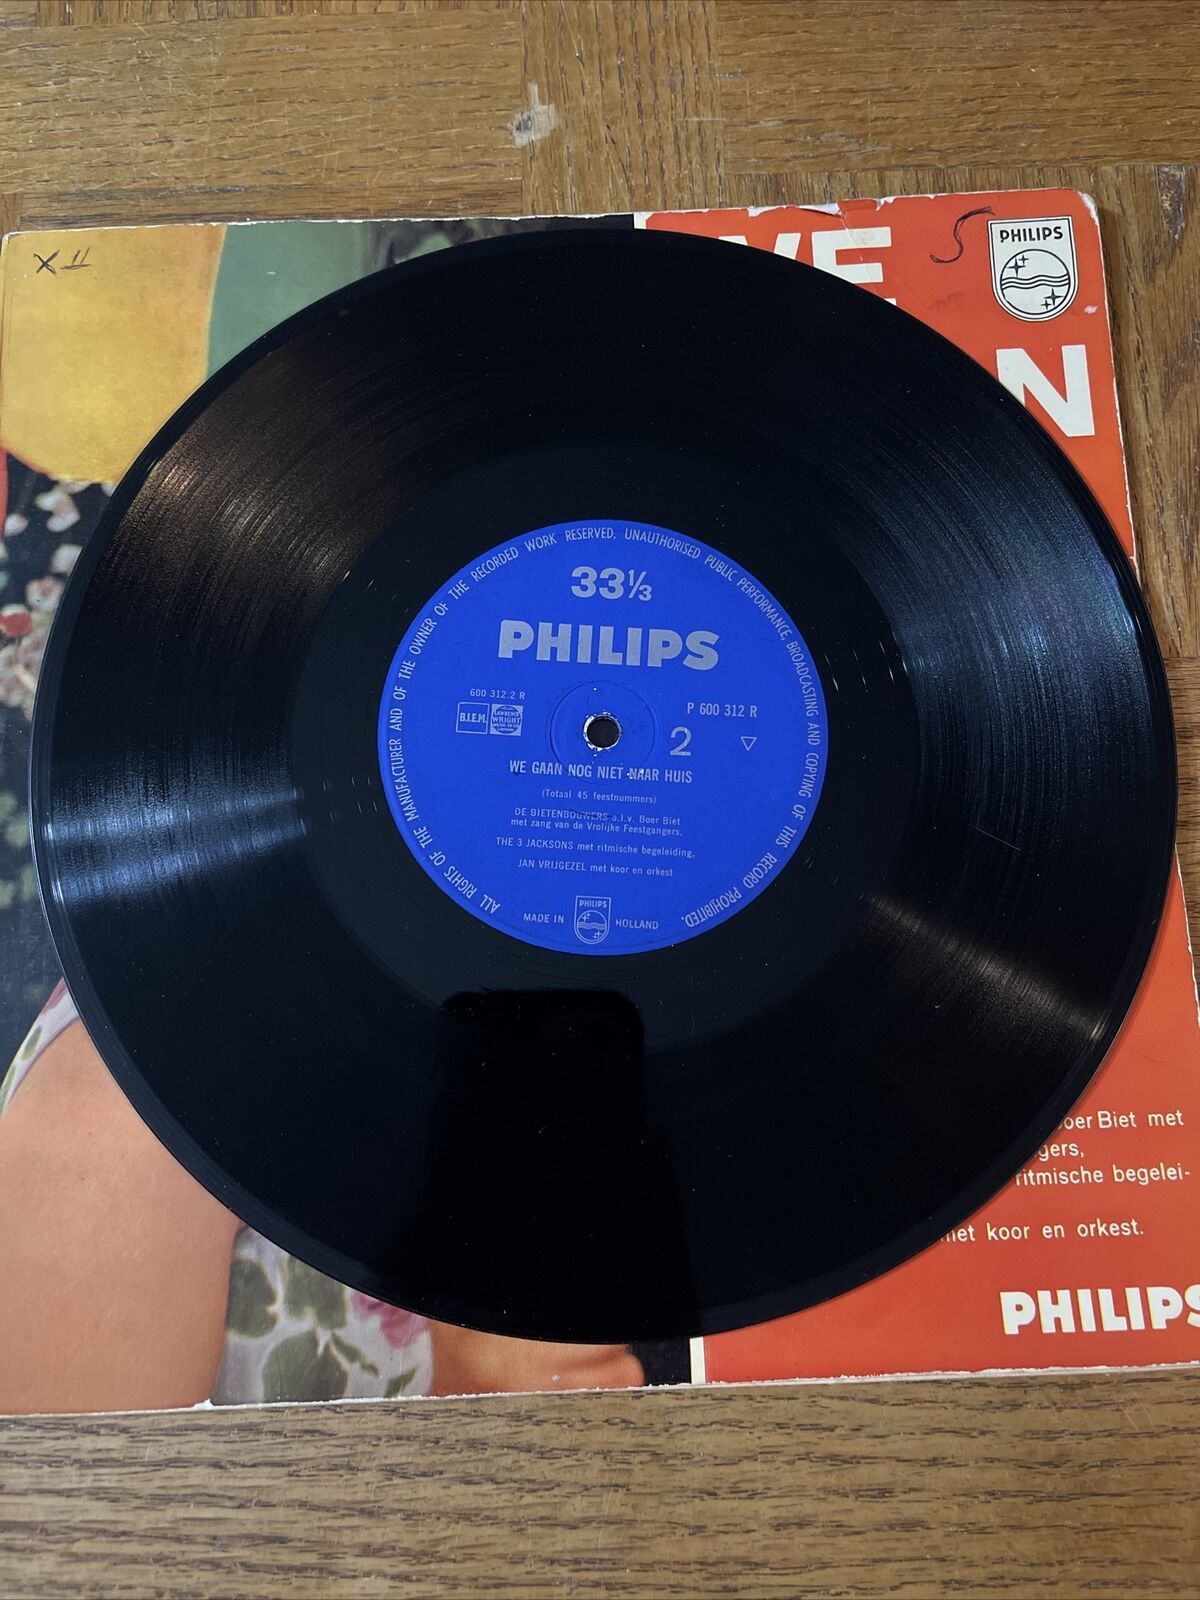 X II
VE
S
PHILIPS
N
ALL RIGHTS OF THE MANUFACTURER AND OF THE OWNER OF THE RECORDED WORK RESERVED. UNAUTHORISED PUBLIC PERFORMANCE, BROADCASTING AND COPYING OF THIS RECORD PROHIBITED.
33⅓
PHILIPS
600 312.2 R
P 600 312 R
B.I.E.M.
LAWRENCE
WRIGHT
2
WE GAAN NOG NIET NAAR HUIS
(Totaal 45 feestnummers)
DE BIETENBOUWERS o.l.v. Boer Biet
met zang van de Vrolijke Feestgangers,
THE 3 JACKSONS met ritmische begeleiding,
JAN VRIJGEZEL met koor en orkest
MADE IN
PHILIPS
HOLLAND
oer Biet met
gers,
ritmische begelei-
met koor en orkest.
PHILIPS